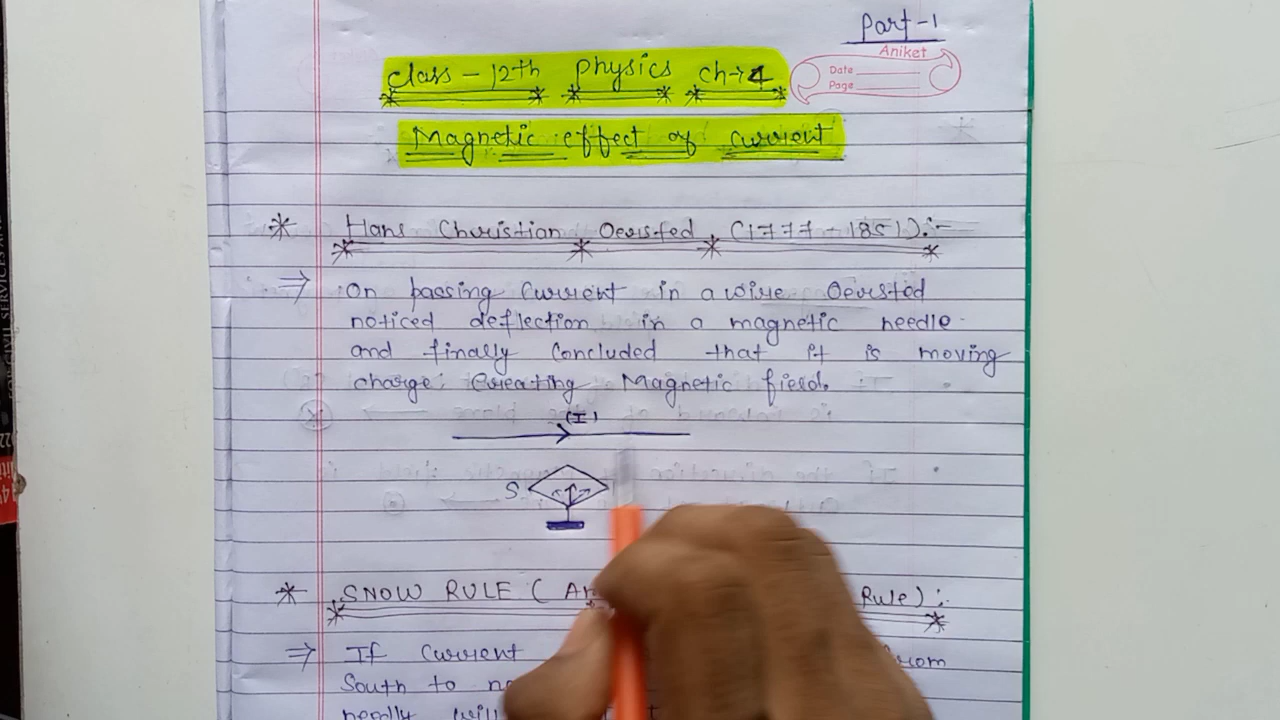 Part-1
Aniket
Date
Page
Class - 12th Physics Ch→4
Magnetic effect of current
* Hans Christian Oersted (1777-1851):-
⇒ On passing Current in a wire Oersted
noticed deflection in a magnetic needle
and finally Concluded that it is moving
charge; Creating Magnetic field.
(I)
S
* SNOW RULE ( Rule):
⇒ If Current from
South to
will